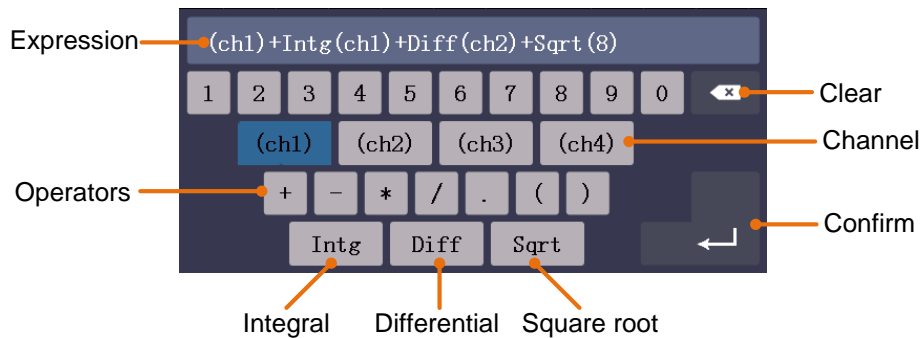 Expression
(ch1)+Intg(ch1)+Diff(ch2)+Sqrt(8)
1 2 3 4 5 6 7 8 9 0
Clear
(ch1) (ch2) (ch3) (ch4)
Channel
Operators
+ - * / . ( )
Confirm
Intg Diff Sqrt
Integral Differential Square root